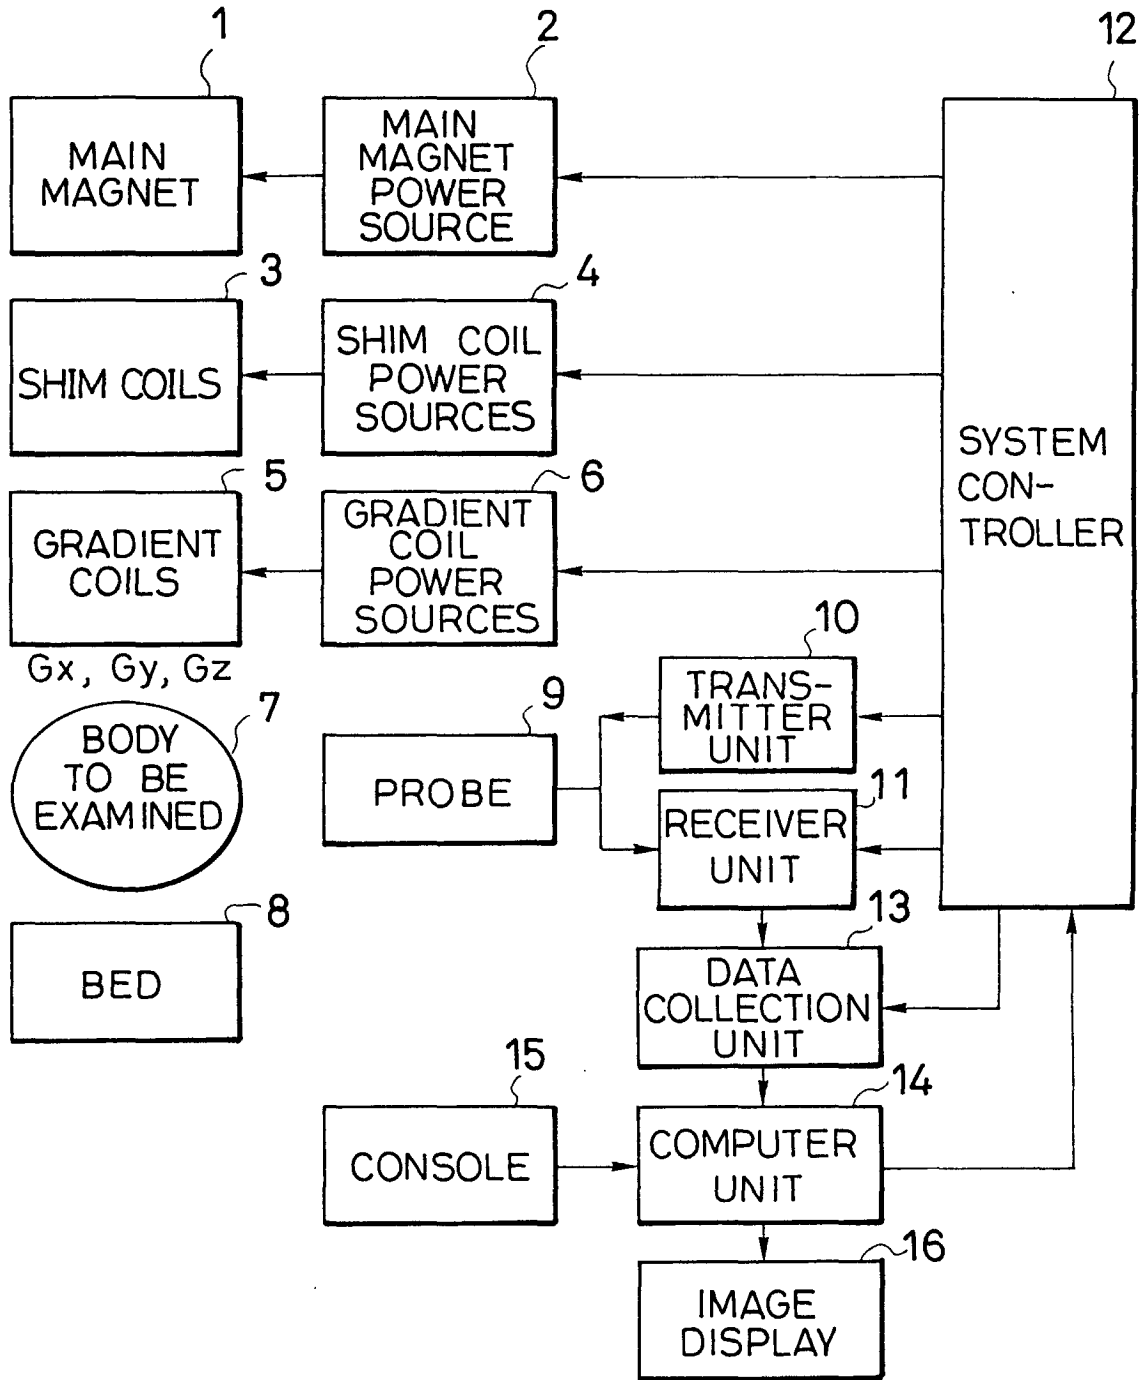 1
2
12
MAIN
MAGNET
MAIN
MAGNET
POWER
SOURCE
3
4
SHIM COILS
SHIM COIL
POWER
SOURCES
SYSTEM
CON-
TROLLER
5
6
GRADIENT
COILS
GRADIENT
COIL
POWER
SOURCES
Gx, Gy, Gz
10
TRANS-
MITTER
UNIT
7
BODY
TO BE
EXAMINED
9
PROBE
11
RECEIVER
UNIT
8
BED
13
DATA
COLLECTION
UNIT
15
CONSOLE
14
COMPUTER
UNIT
16
IMAGE
DISPLAY